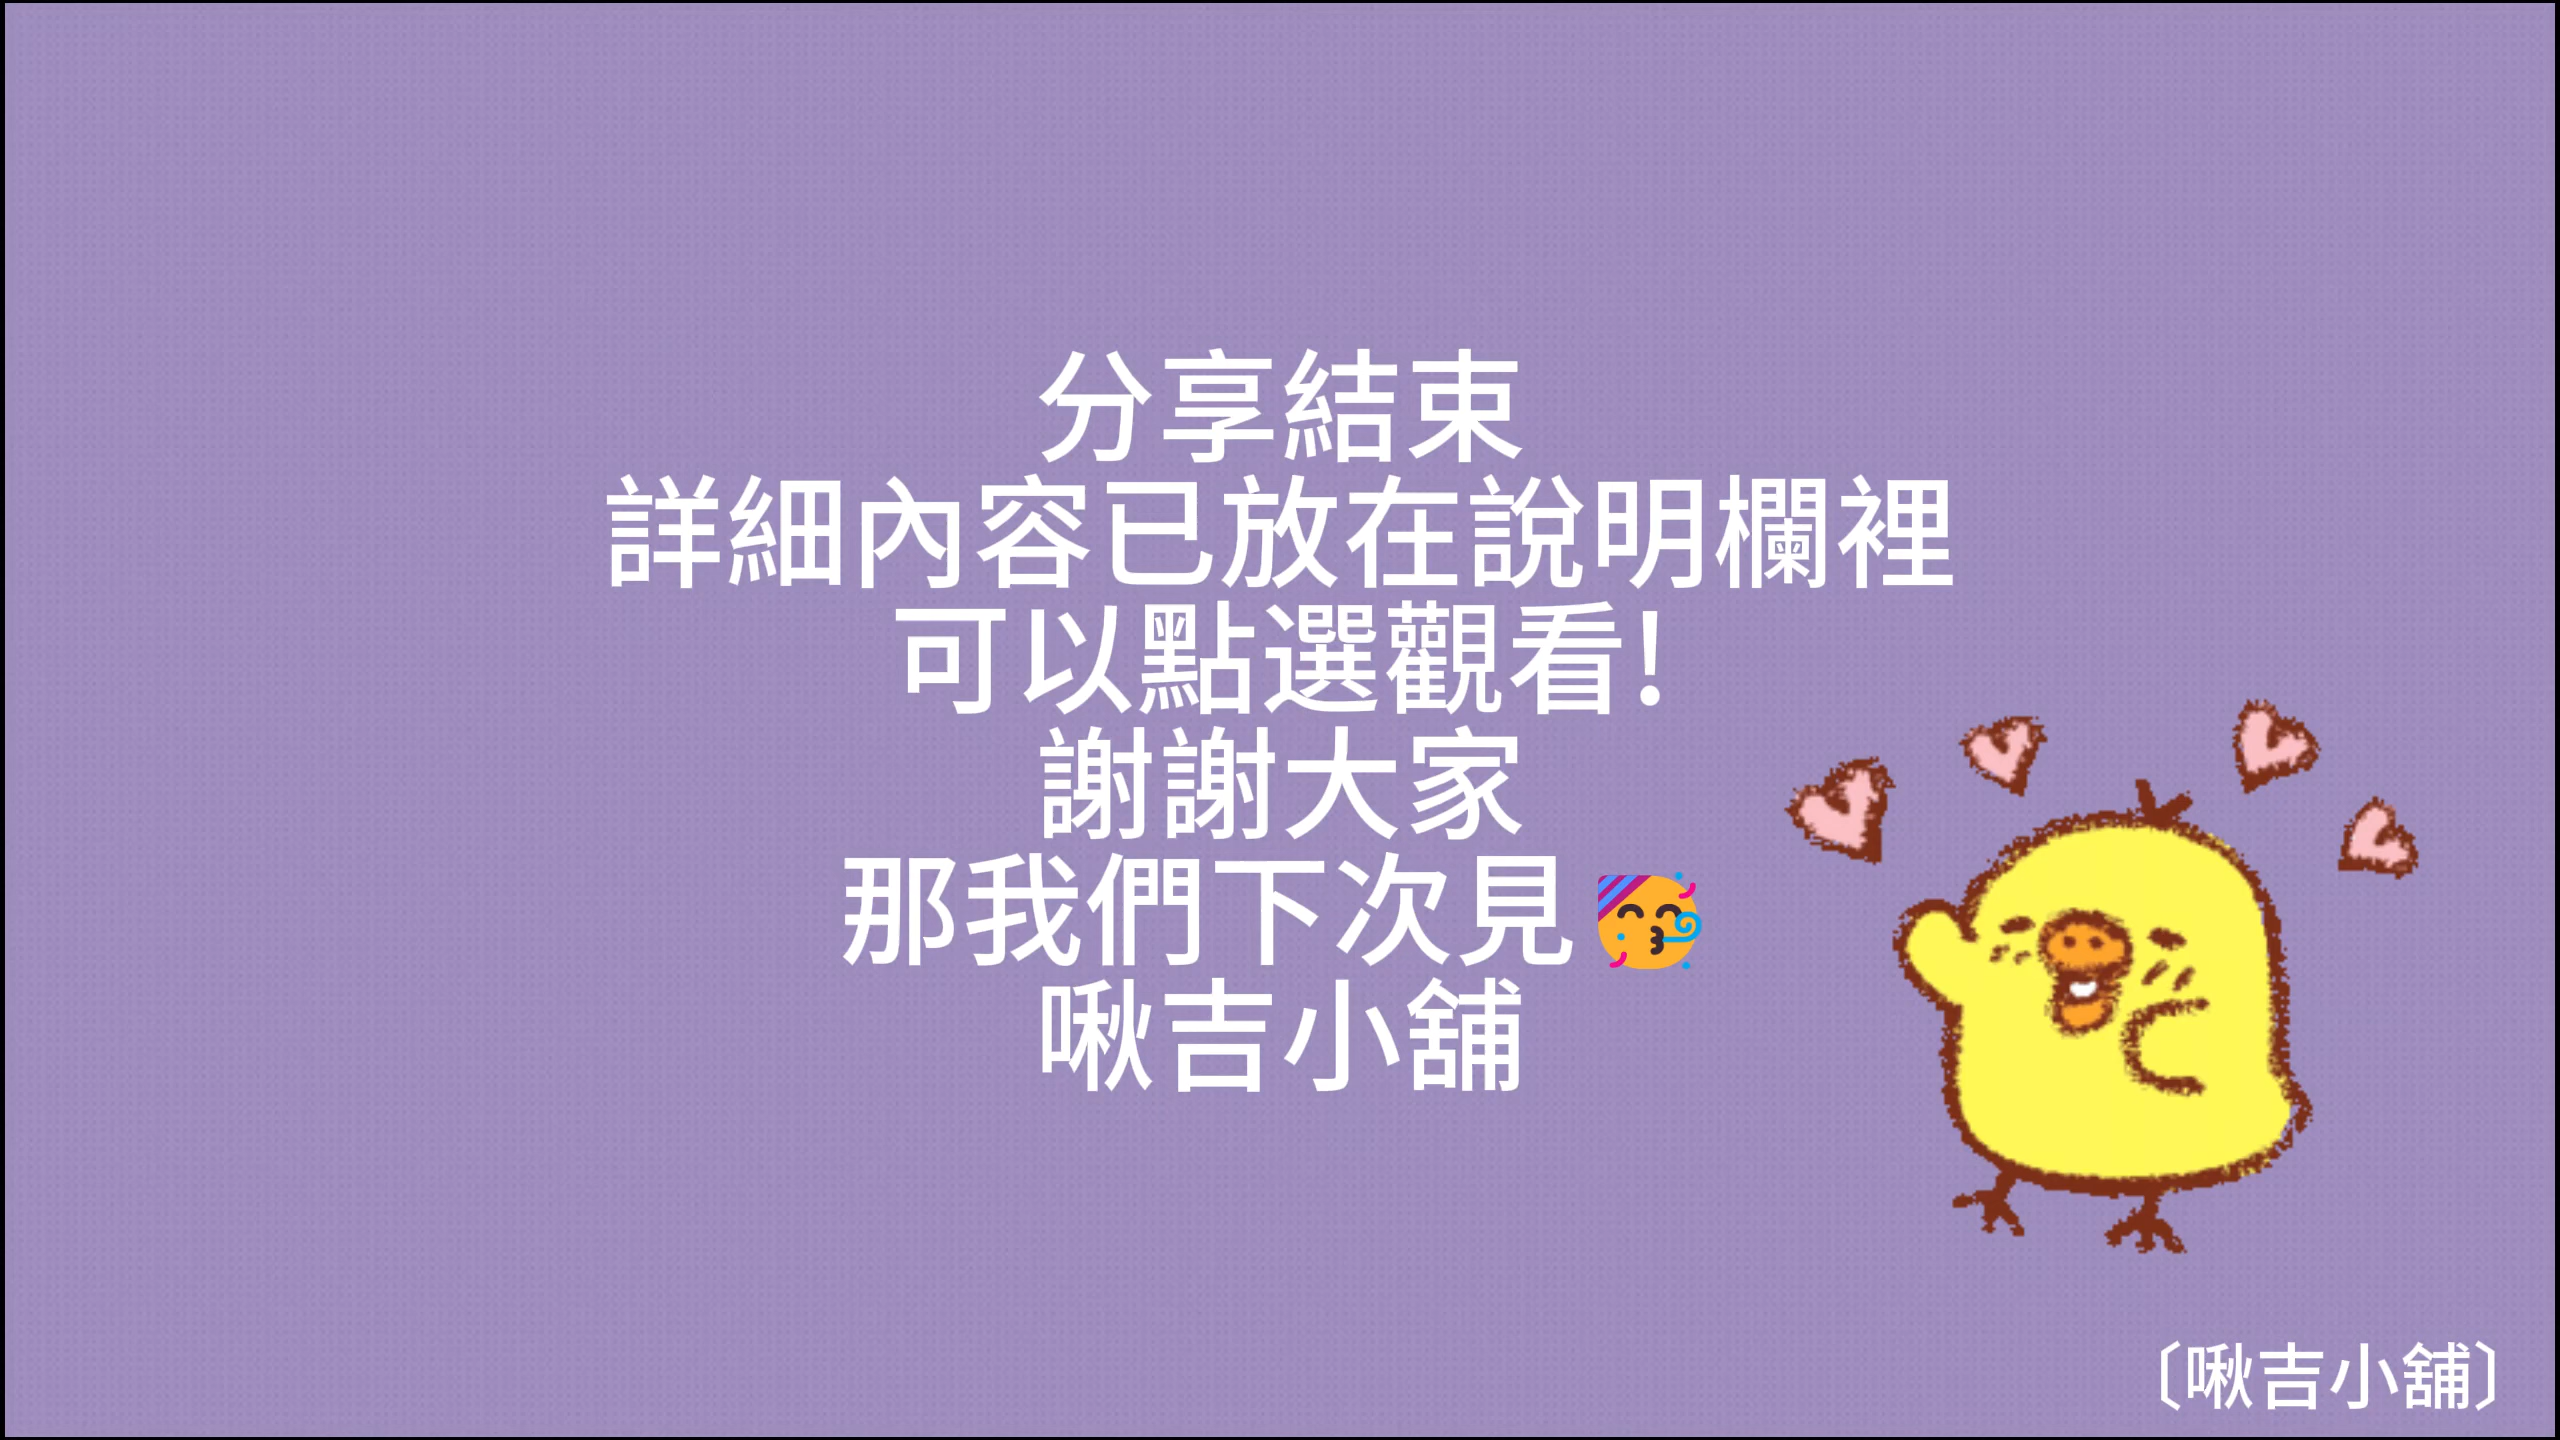 分享結束
詳細內容已放在說明欄裡
可以點選觀看!
謝謝大家
那我們下次見🥳
啾吉小舖
〔啾吉小舖〕